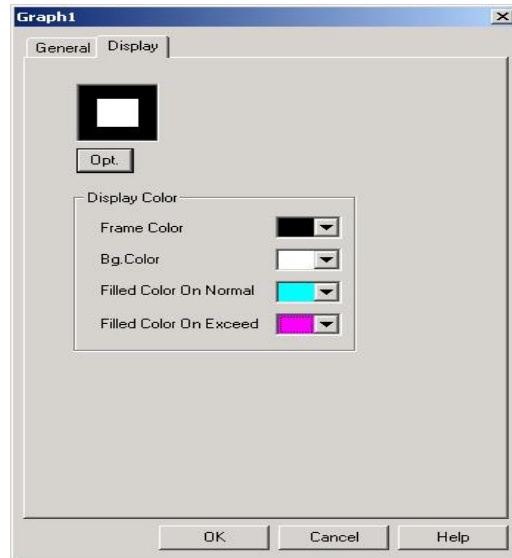 Graph1
General Display
Opt.
Display Color
Frame Color
Bg.Color
Filled Color On Normal
Filled Color On Exceed
OK Cancel Help